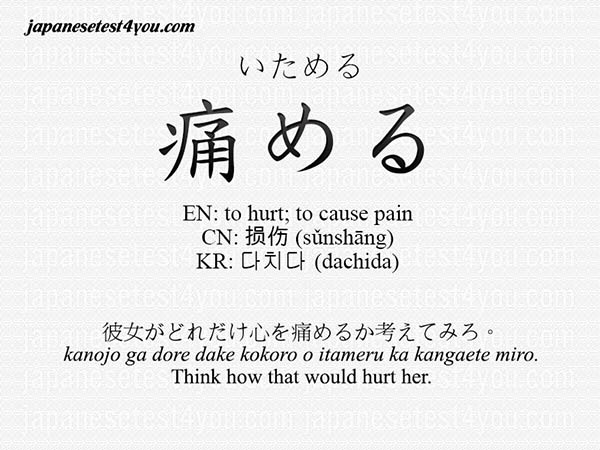 japanesetest4you.com
いためる
痛める
EN: to hurt; to cause pain
CN: 损伤 (sǔnshāng)
KR: 다치다 (dachida)
彼女がどれだけ心を痛めるか考えてみろ。
kanojo ga dore dake kokoro o itameru ka kangaete miro.
Think how that would hurt her.